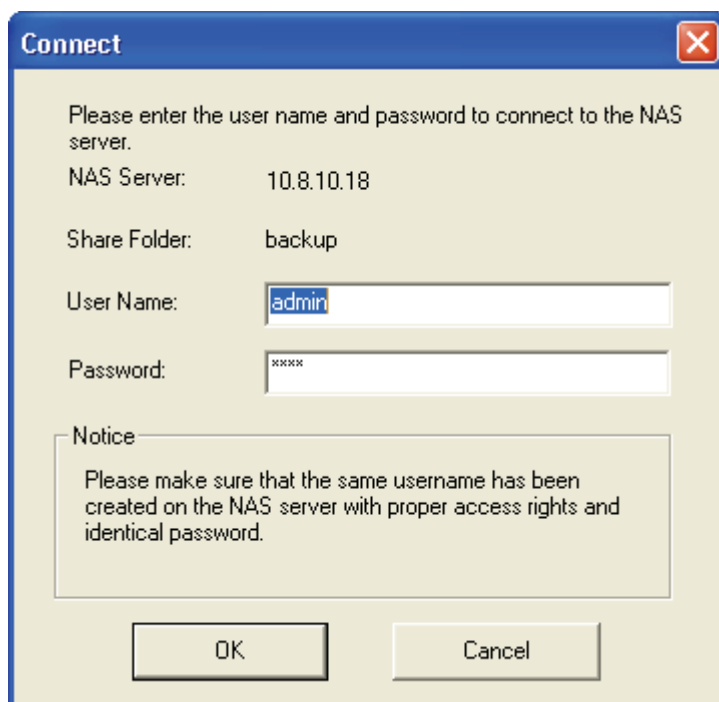 Connect
Please enter the user name and password to connect to the NAS
server.
NAS Server: 10.8.10.18
Share Folder: backup
User Name: admin
Password: ****
Notice
Please make sure that the same username has been
created on the NAS server with proper access rights and
identical password.
OK Cancel